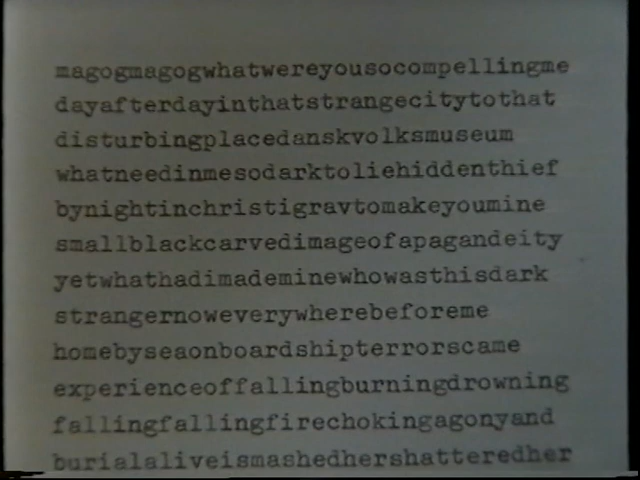 magogmagogwhatwereyousocompellingme
dayafterdayinthatstrangecitytothat
disturbingplacedanskvolksmuseum
whatneedinmesodarktoliehiddenthief
bynightinchristigravtomakeyoumine
smallblackcarvedimageofapagandeity
yetwhathadimademinewhowasthisdark
strangernoweverywherebeforeme
homebyseaonboardshipterrorscame
experienceoffallingburningdrowning
fallingfallingfirechokingagonyand
burialaliveismashedhershatteredher